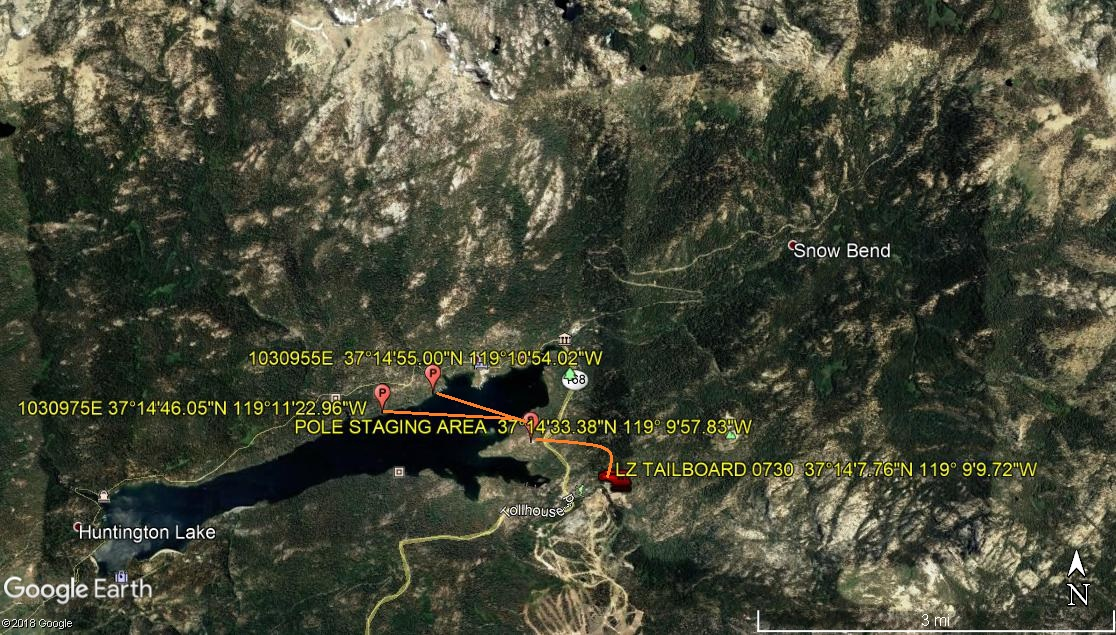 Snow Bend
1030955E 37°14'55.00"N 119°10'54.02"W
168
1030975E 37°14'46.05"N 119°11'22.96"W
POLE STAGING AREA 37°14'33.38"N 119° 9'57.83"W
LZ TAILBOARD 0730 37°14'7.76"N 119° 9'9.72"W
Tollhouse Rd
Huntington Lake
Google Earth
N
©2018 Google
3 mi
P
P